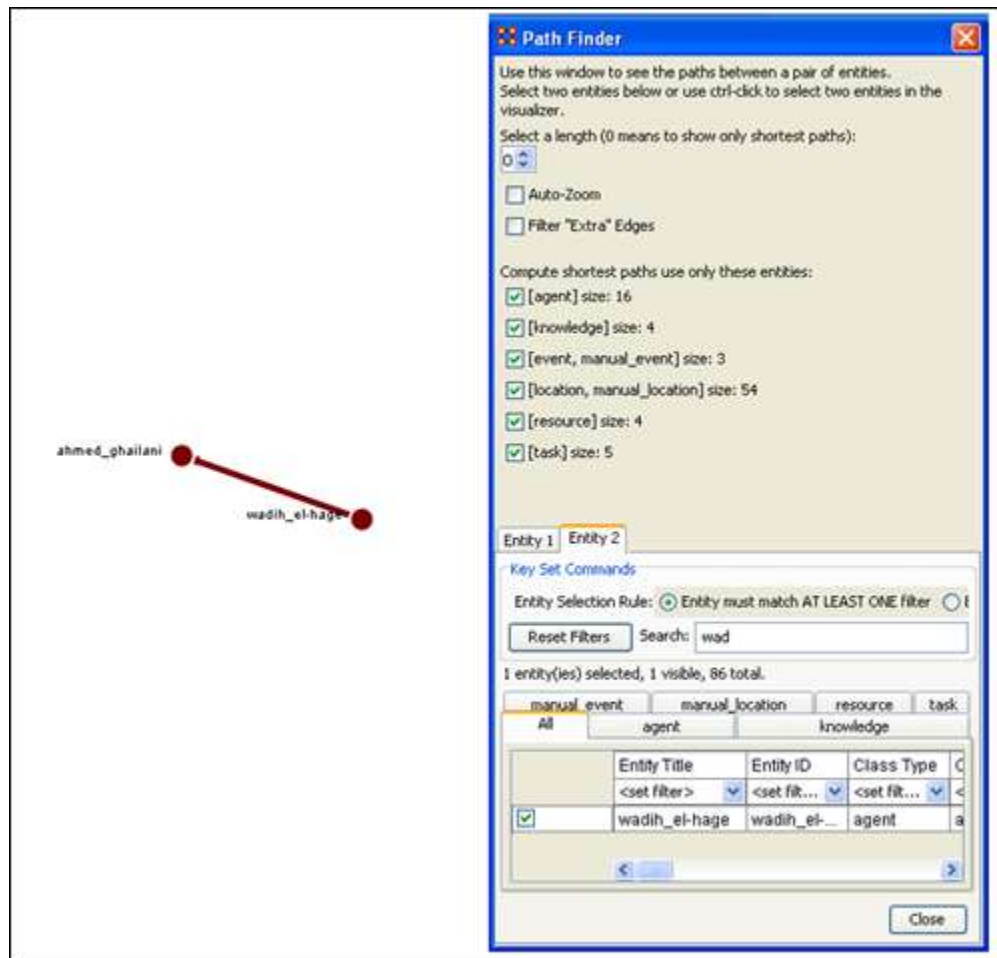 Path Finder
Use this window to see the paths between a pair of entities.
Select two entities below or use ctrl-click to select two entities in the
visualizer.
Select a length (0 means to show only shortest paths):
0
Auto-Zoom
Filter "Extra" Edges
Compute shortest paths use only these entities:
[agent] size: 16
[knowledge] size: 4
[event, manual_event] size: 3
[location, manual_location] size: 54
[resource] size: 4
[task] size: 5
ahmed_ghailani
wadih_el-hage
Entity 1 Entity 2
Key Set Commands
Entity Selection Rule: Entity must match AT LEAST ONE filter
Reset Filters Search: wad
1 entity(ies) selected, 1 visible, 86 total.
manual_event manual_location resource task
All agent knowledge
Entity Title Entity ID Class Type C
<set filter> <set filt... <set filt... <
wadih_el-hage wadih_el-... agent a
Close